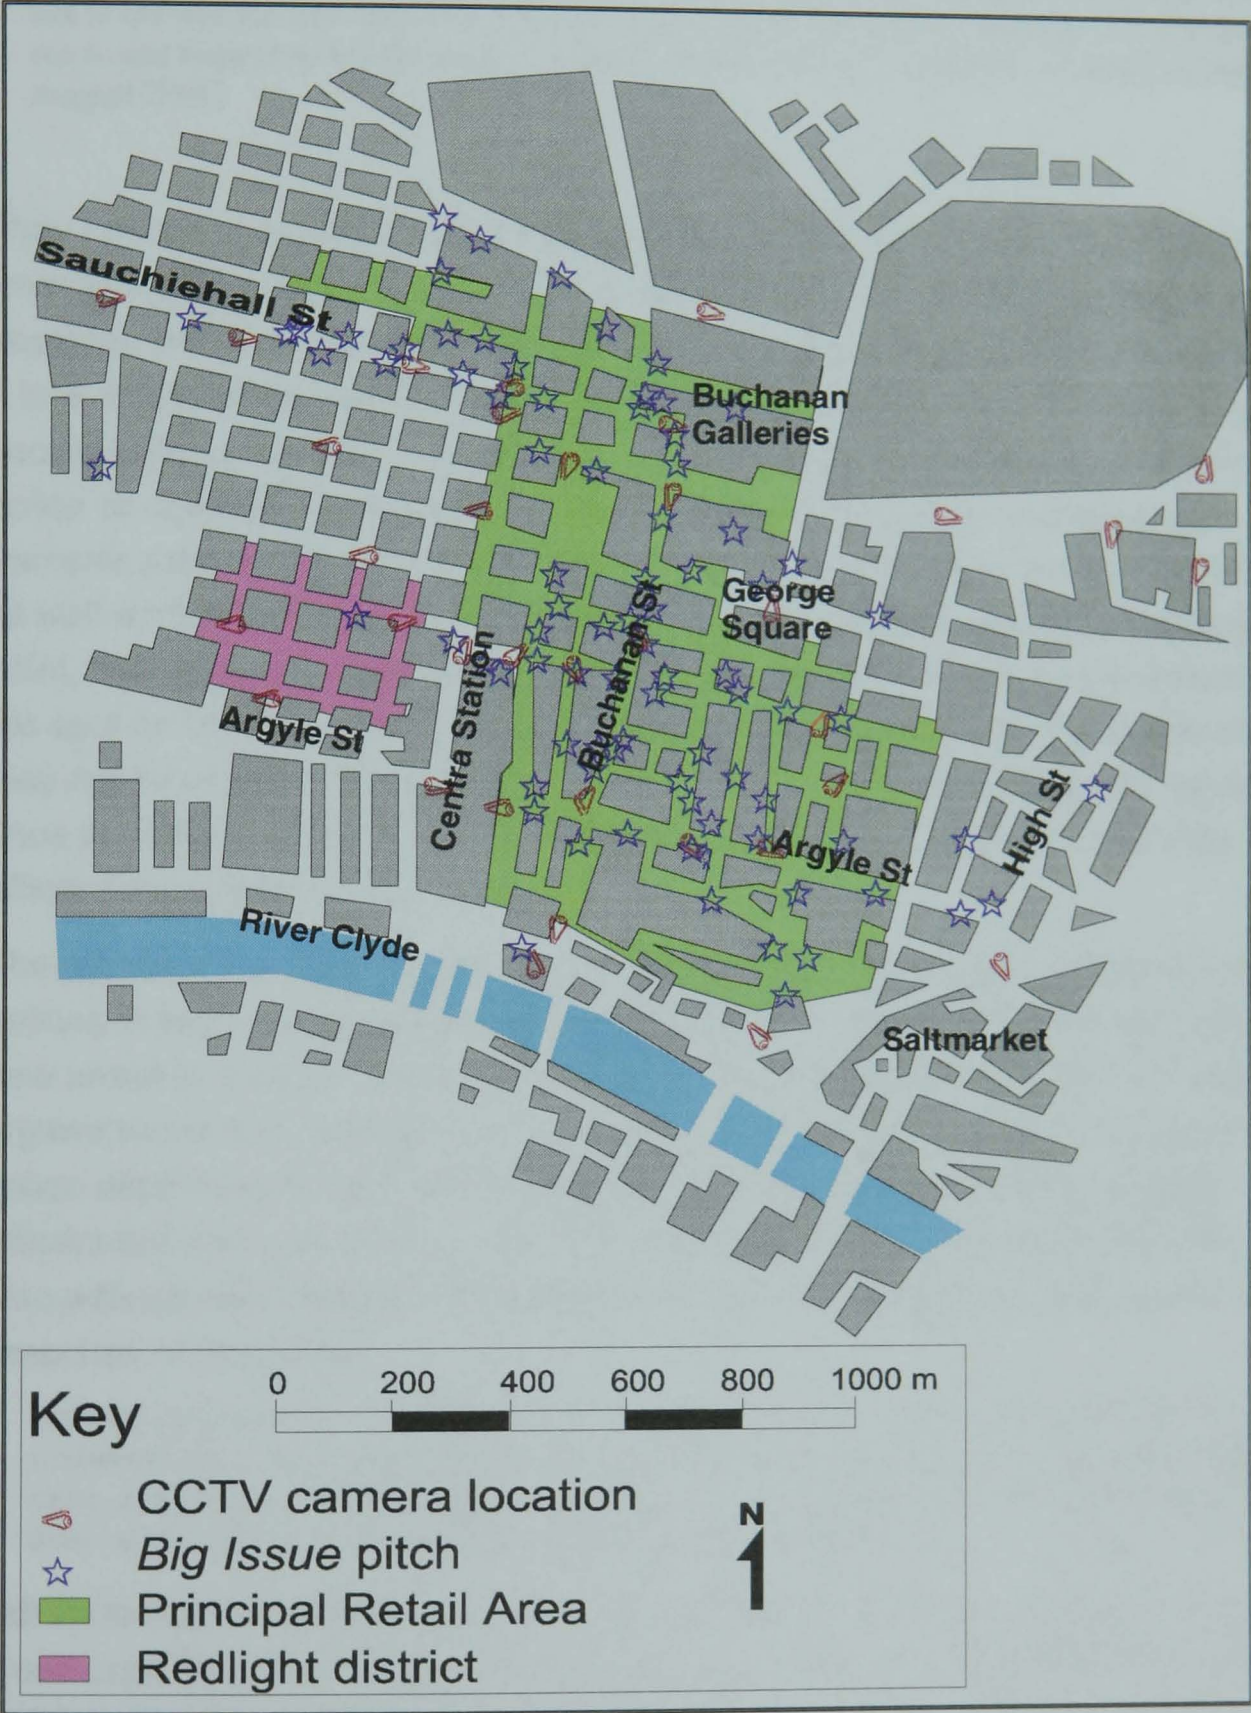 Sauchiehall St
Buchanan
Galleries
George
Square
Buchanan St
Centra Station
Argyle St
Argyle St
High St
River Clyde
Saltmarket
Key
0 200 400 600 800 1000 m
CCTV camera location
Big Issue pitch
Principal Retail Area
Redlight district
N